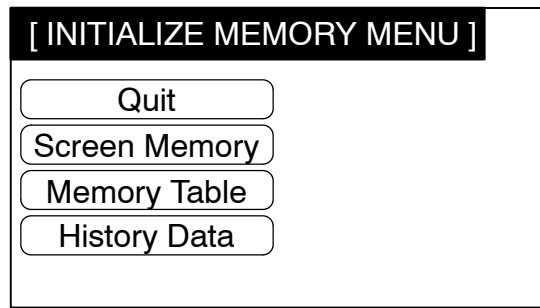 [ INITIALIZE MEMORY MENU ]
Quit
Screen Memory
Memory Table
History Data